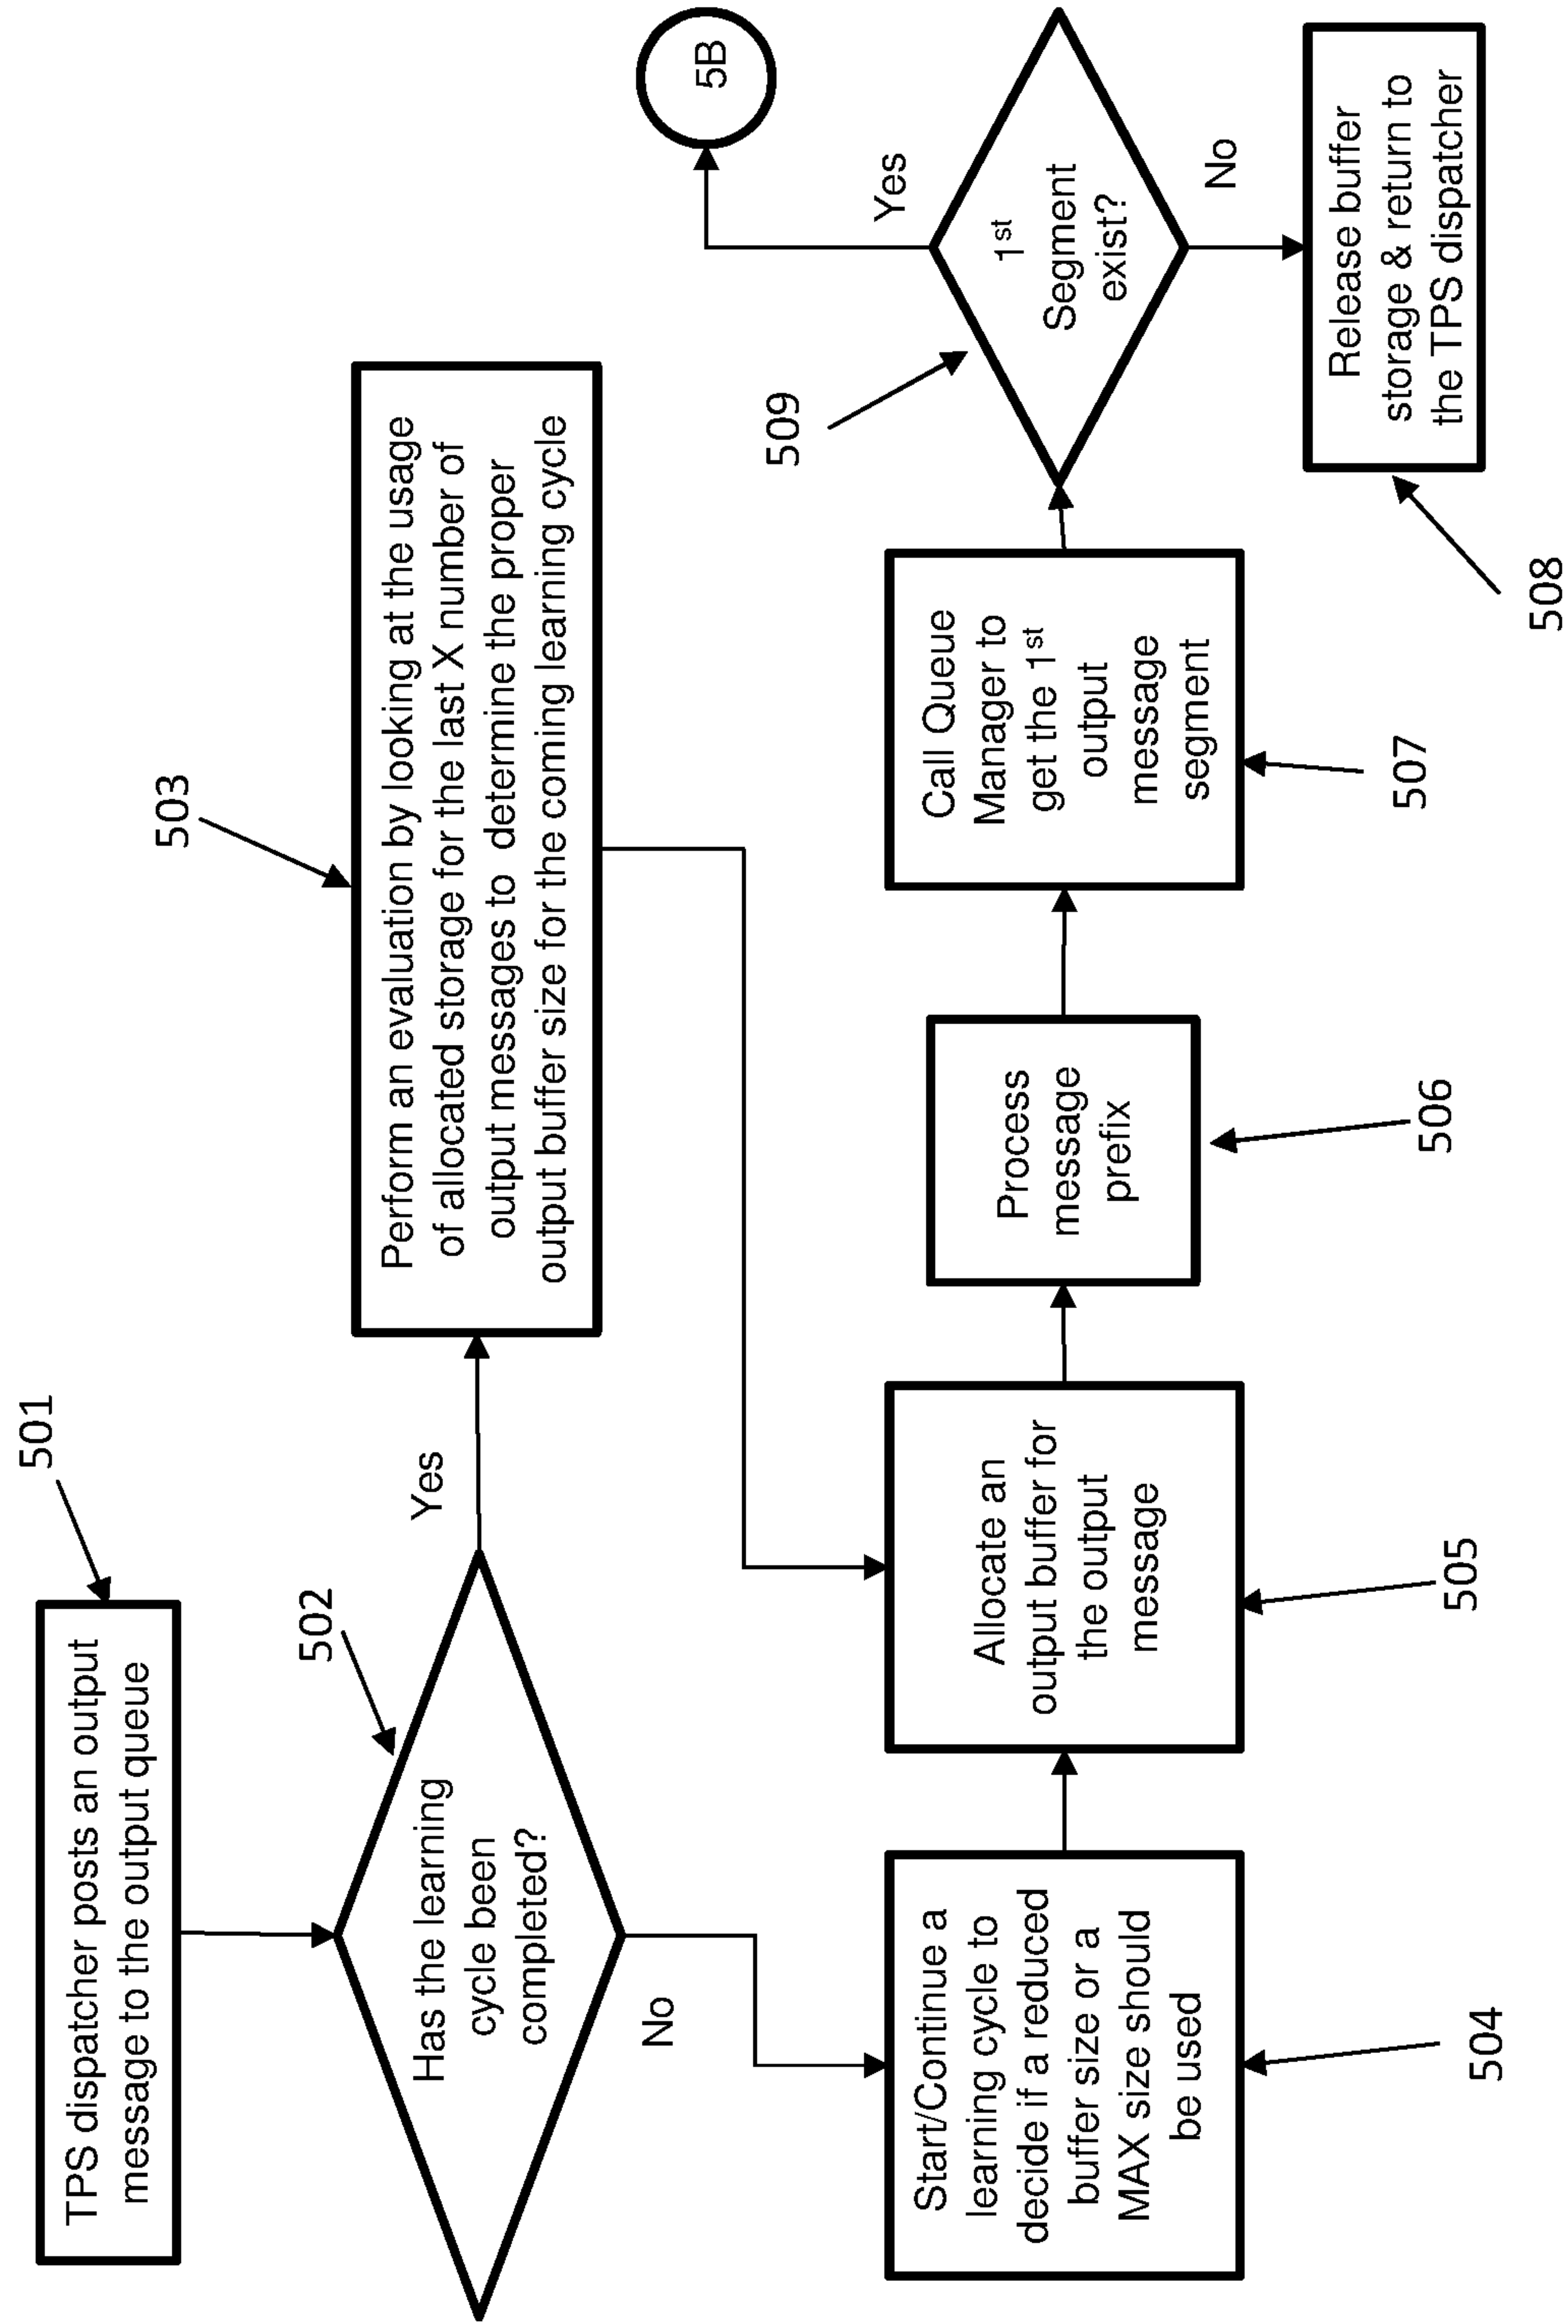 501
TPS dispatcher posts an output
message to the output queue
502
Has the learning
cycle been
completed?
Yes
No
503
Perform an evaluation by looking at the usage
of allocated storage for the last X number of
output messages to determine the proper
output buffer size for the coming learning cycle
Start/Continue a
learning cycle to
decide if a reduced
buffer size or a
MAX size should
be used
504
Allocate an
output buffer for
the output
message
505
Process
message
prefix
506
Call Queue
Manager to
get the 1st
output
message
segment
507
509
1st
Segment
exist?
Yes
5B
No
Release buffer
storage & return to
the TPS dispatcher
508